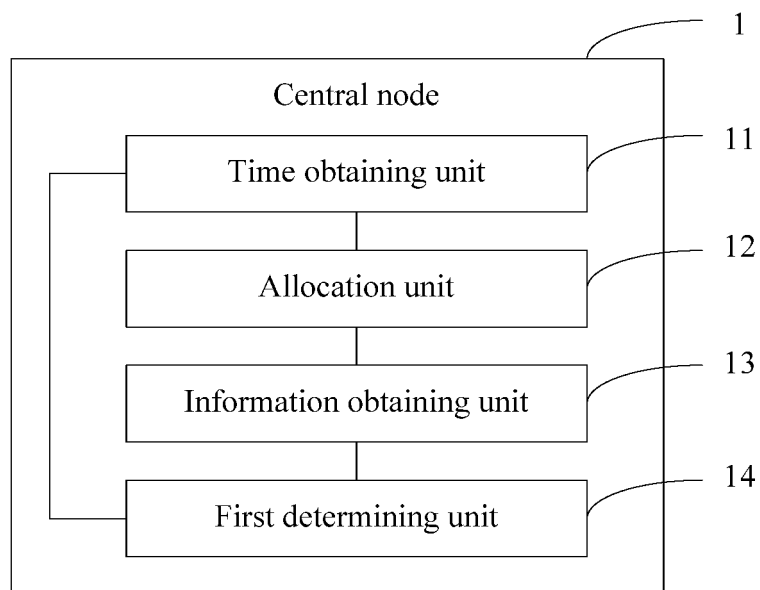 1
Central node
11
Time obtaining unit
12
Allocation unit
13
Information obtaining unit
14
First determining unit